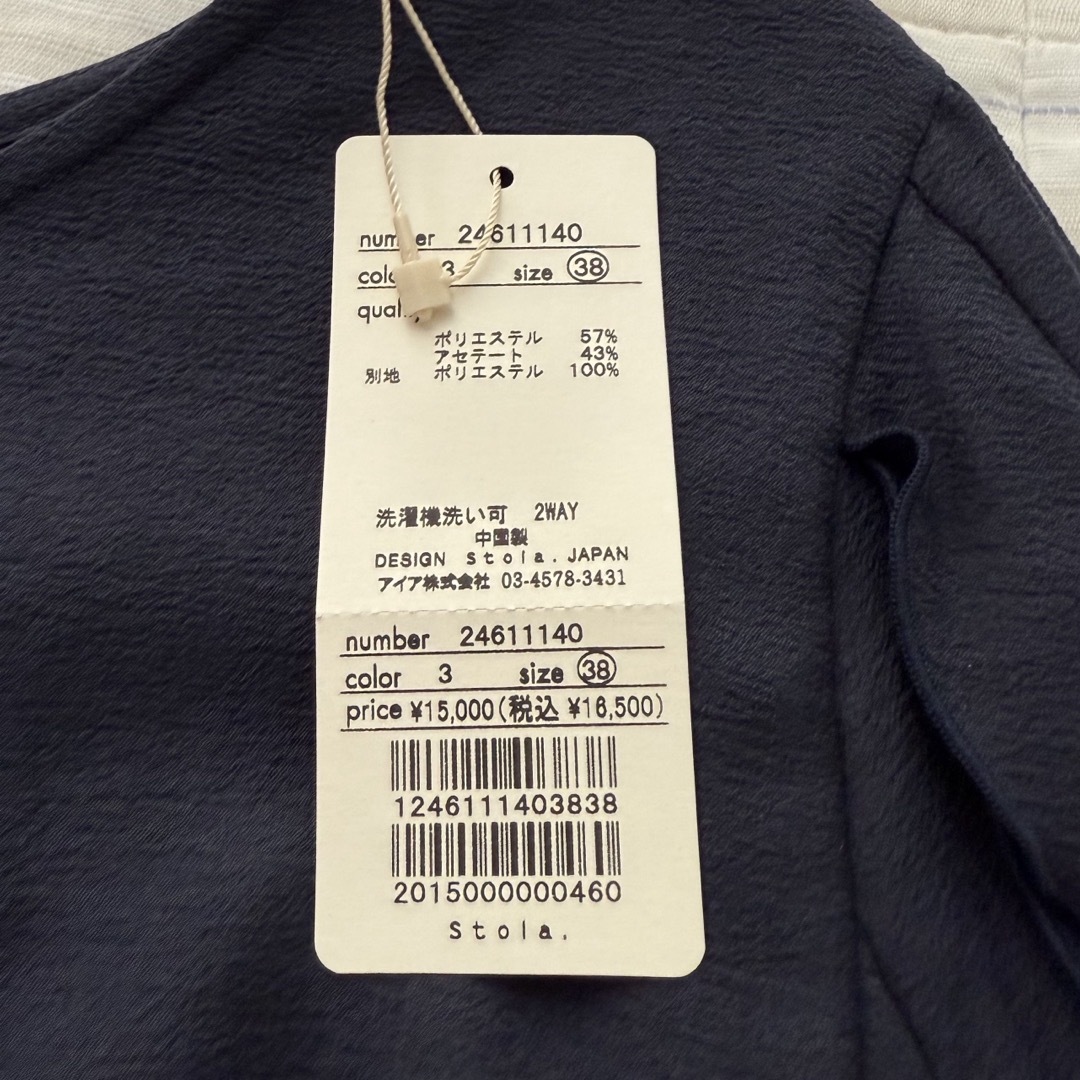 number 24611140
3 size 38
ポリエステル 57%
アセテート 43%
別地 ポリエステル 100%
洗濯機洗い可 2WAY
中国製
DESIGN Stola. JAPAN
アイア株式会社 03-4578-3431
number 24611140
color 3 size 38
price ¥15,000(税込 ¥16,500)
1246111403838
2015000000460
Stola.